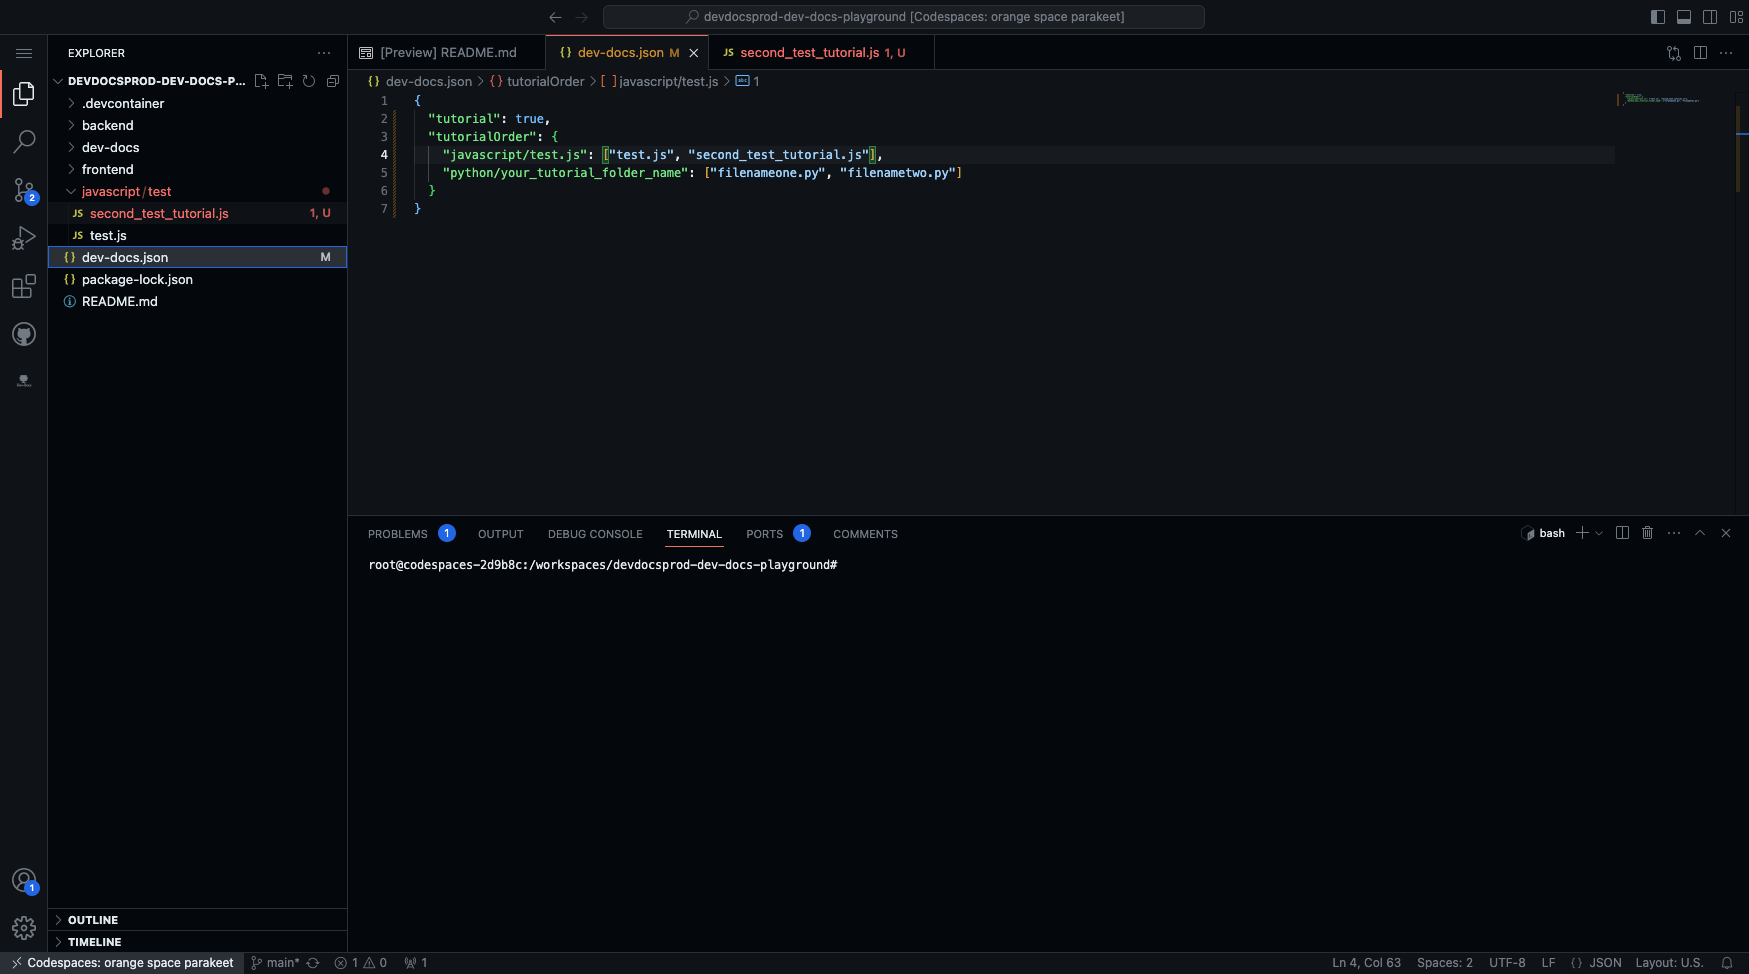 devdocsprod-dev-docs-playground [Codespaces: orange space parakeet]
EXPLORER
DEVDOCSPROD-DEV-DOCS-P...
.devcontainer
backend
dev-docs
frontend
javascript/test
JS second_test_tutorial.js 1, U
JS test.js
{} dev-docs.json M
{} package-lock.json
README.md
OUTLINE
TIMELINE
2
1
[Preview] README.md
{} dev-docs.json M
JS second_test_tutorial.js 1, U
{} dev-docs.json > {} tutorialOrder > [ ] javascript/test.js > abc 1
1 {
2 "tutorial": true,
3 "tutorialOrder": {
4 "javascript/test.js": ["test.js", "second_test_tutorial.js"],
5 "python/your_tutorial_folder_name": ["filenameone.py", "filenametwo.py"]
6 }
7 }
PROBLEMS 1 OUTPUT DEBUG CONSOLE TERMINAL PORTS 1 COMMENTS
bash
root@codespaces-2d9b8c:/workspaces/devdocsprod-dev-docs-playground#
Codespaces: orange space parakeet main* 1 0 1
Ln 4, Col 63 Spaces: 2 UTF-8 LF {} JSON Layout: U.S.